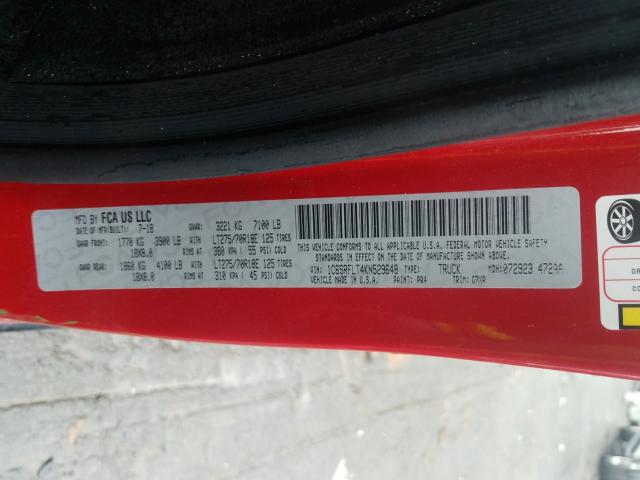 MFD BY FCA US LLC
DATE OF MFR(BUILT): 7-18 GVWR: 3221 KG 7100 LB
GAWR FRONT: 1770 KG 3900 LB WITH LT275/70R18E 125 TIRES
18X8.0 RIMS 380 KPA ( 55 PSI) COLD
GAWR REAR: 1860 KG 4100 LB WITH LT275/70R18E 125 TIRES
18X8.0 RIMS 310 KPA ( 45 PSI) COLD
THIS VEHICLE CONFORMS TO ALL APPLICABLE U.S.A. FEDERAL MOTOR VEHICLE SAFETY
STANDARDS IN EFFECT ON THE DATE OF MANUFACTURE SHOWN ABOVE.
VIN: 1C6SRFLT4KN529648 TYPE: TRUCK MDH: 072923 472AA
VEHICLE MADE IN U.S.A. PAINT: PR4 TRIM: G7XR